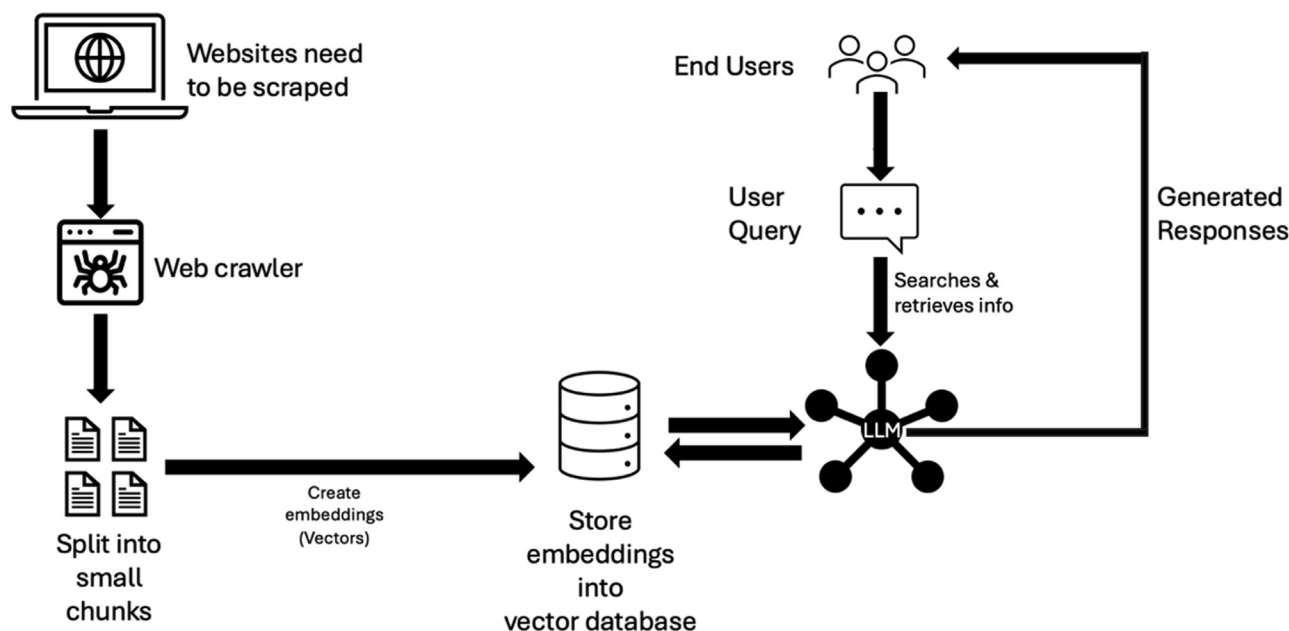 Websites need
to be scraped
Web crawler
Split into
small
chunks
Create
embeddings
(Vectors)
Store
embeddings
into
vector database
End Users
User
Query
Searches &
retrieves info
LLM
Generated
Responses